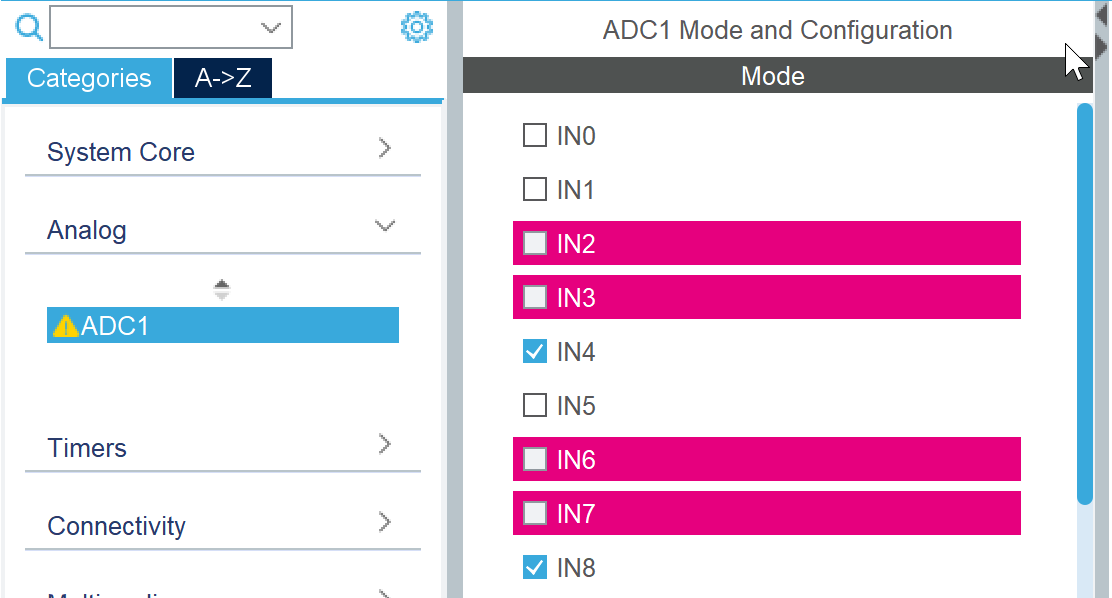 Categories
A->Z
System Core
Analog
ADC1
Timers
Connectivity
ADC1 Mode and Configuration
Mode
IN0
IN1
IN2
IN3
IN4
IN5
IN6
IN7
IN8